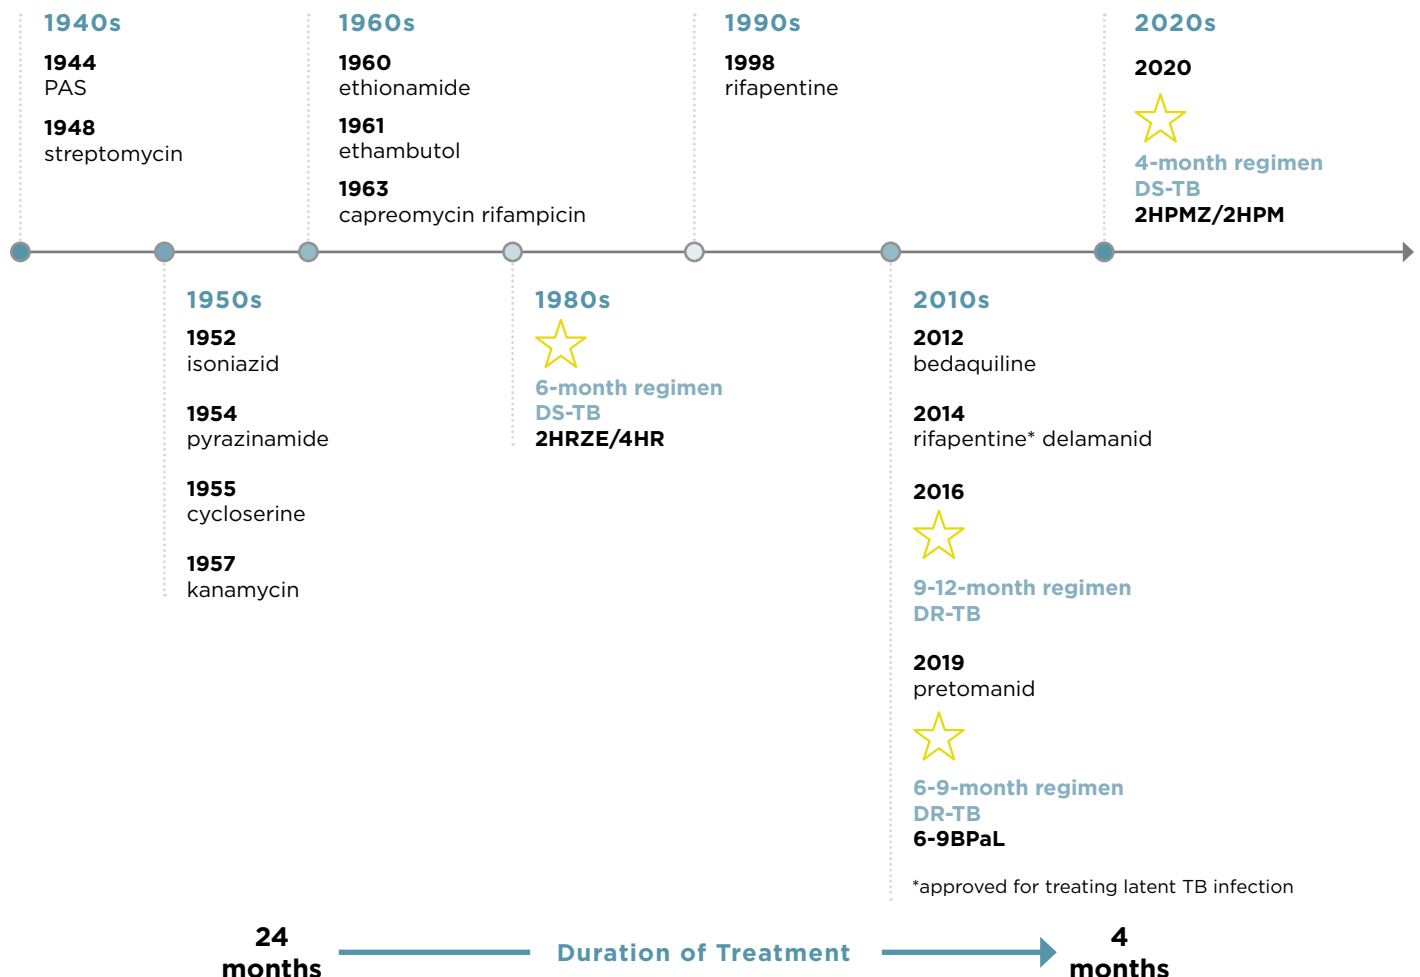 1940s
1944
PAS
1948
streptomycin
1950s
1952
isoniazid
1954
pyrazinamide
1955
cycloserine
1957
kanamycin
1960s
1960
ethionamide
1961
ethambutol
1963
capreomycin rifampicin
1980s
6-month regimen
DS-TB
2HRZE/4HR
1990s
1998
rifapentine
2010s
2012
bedaquiline
2014
rifapentine* delamanid
2016
9-12-month regimen
DR-TB
2019
pretomanid
6-9-month regimen
DR-TB
6-9BPaL
*approved for treating latent TB infection
2020s
2020
4-month regimen
DS-TB
2HPMZ/2HPM
24
months
Duration of Treatment
4
months